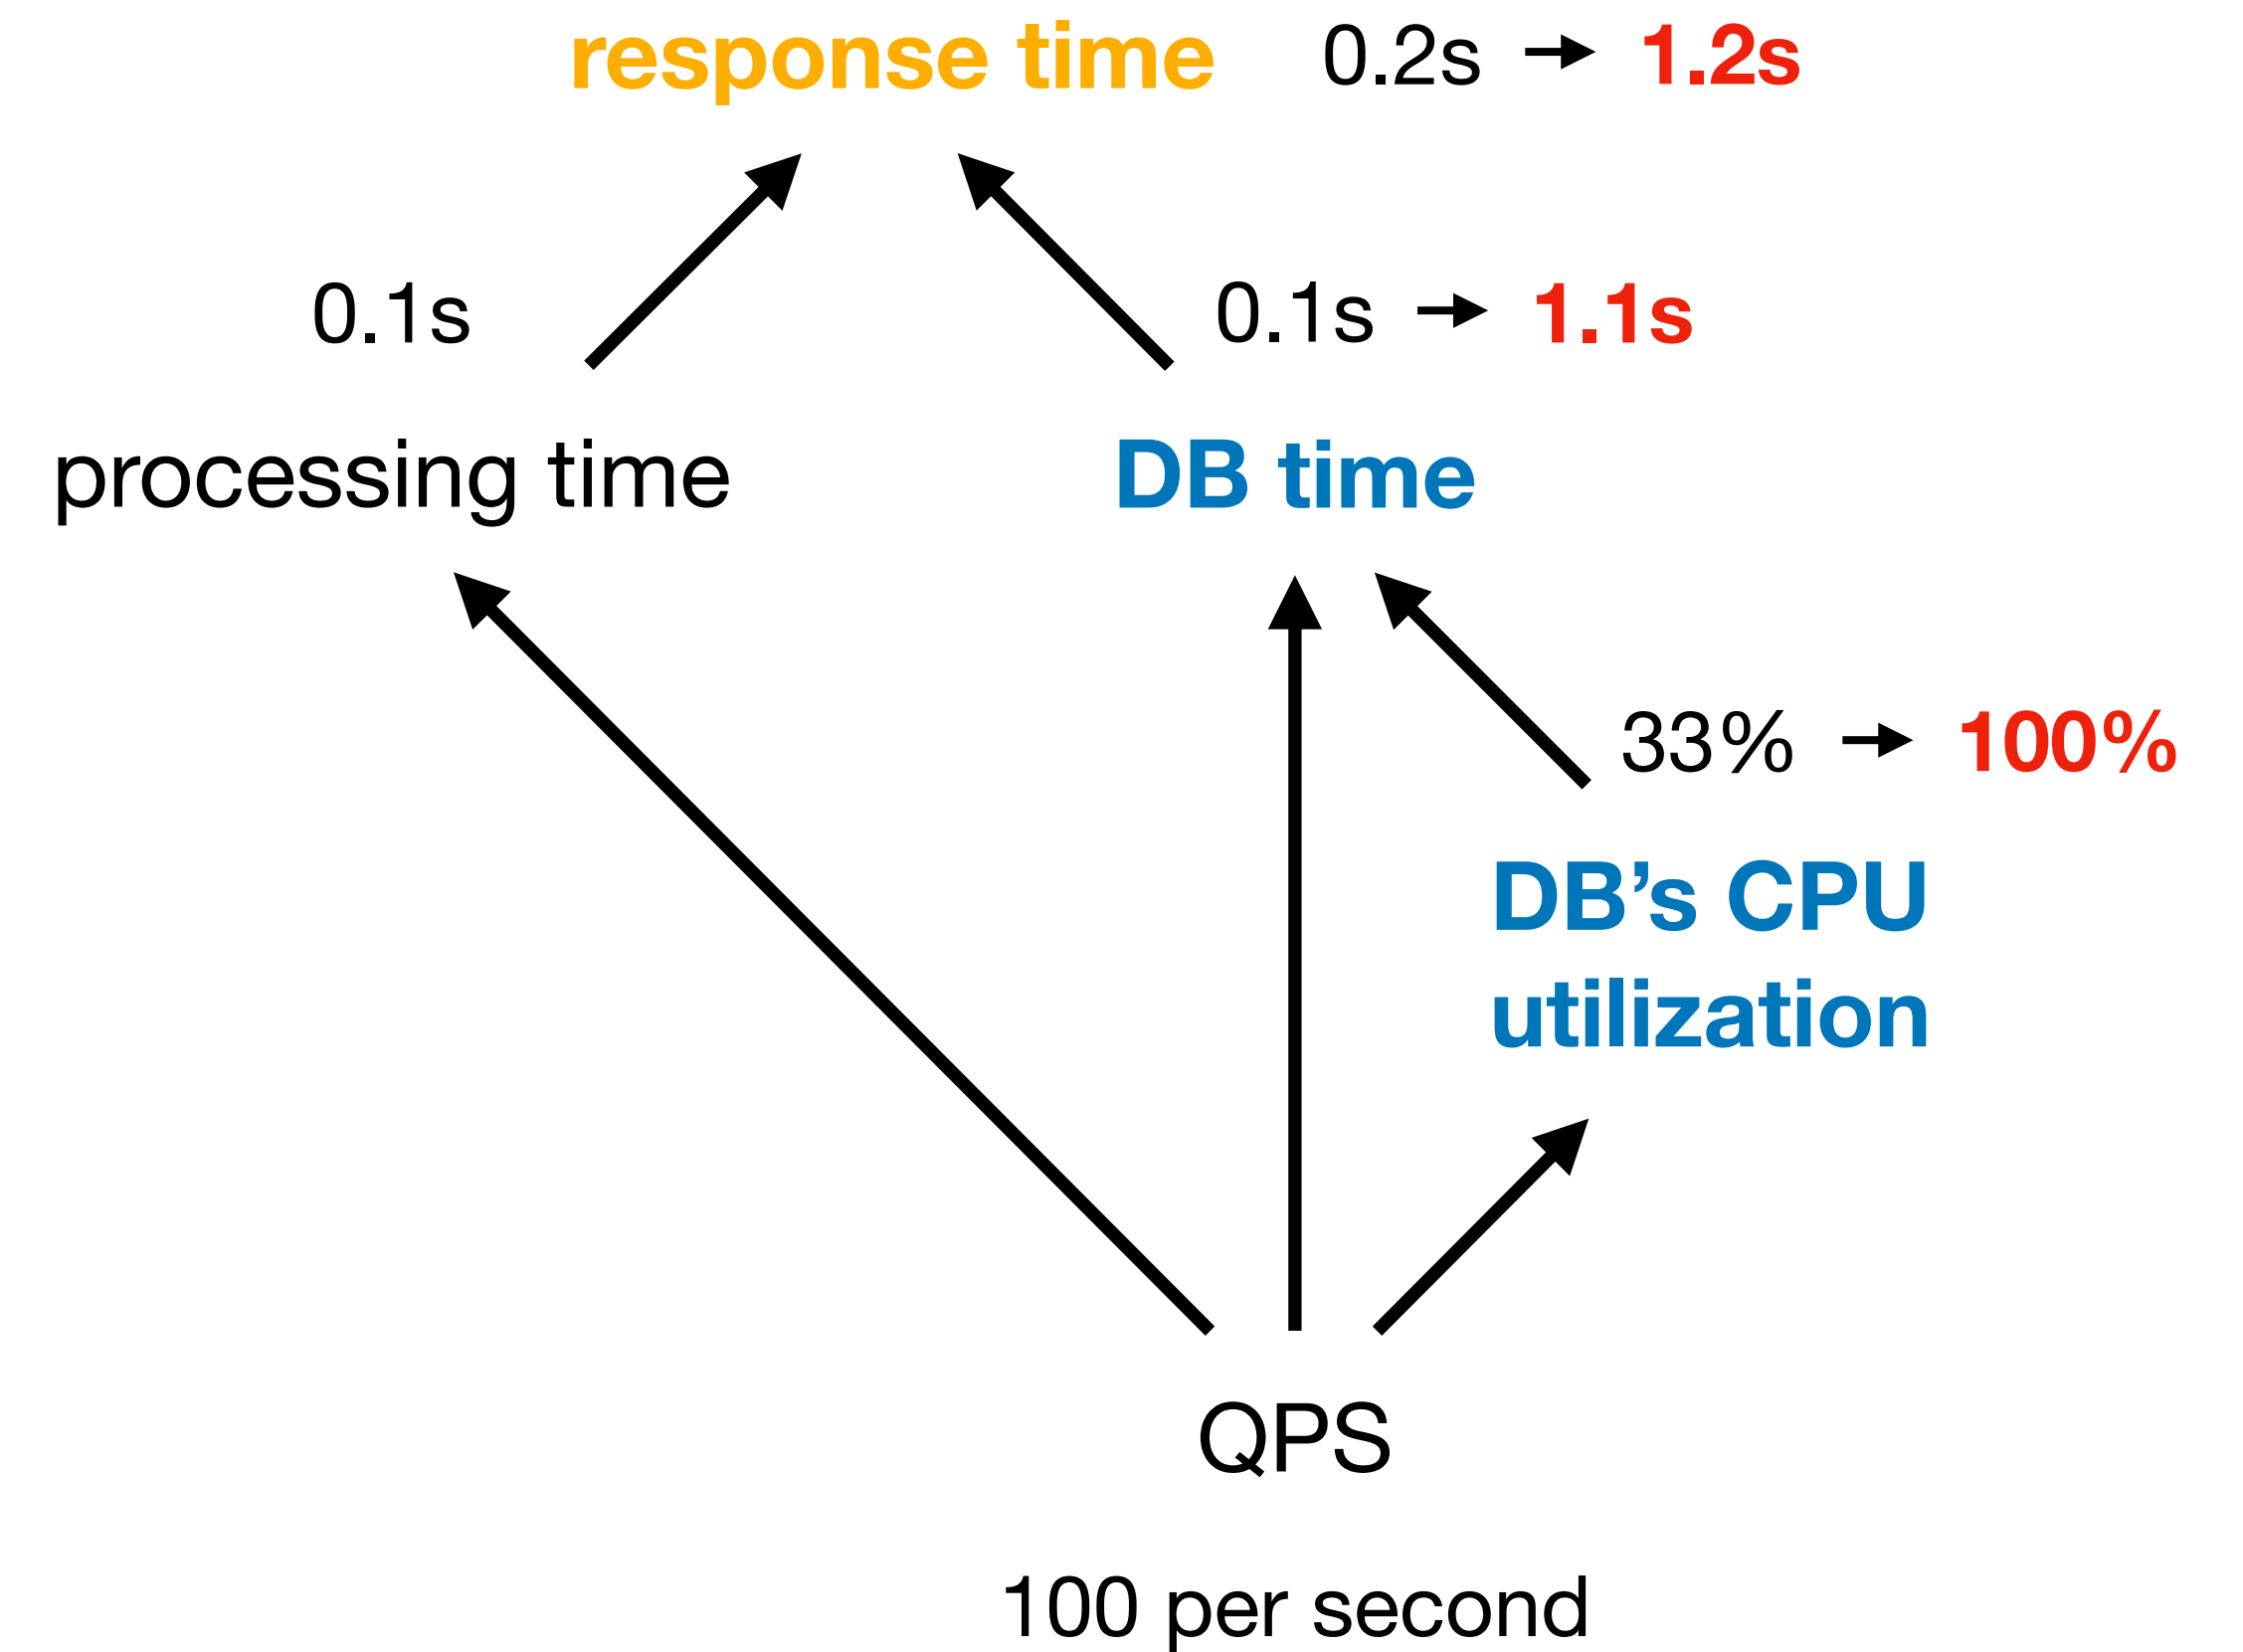 response time 0.2s → 1.2s
0.1s 0.1s → 1.1s
processing time DB time
33% → 100%
DB’s CPU
utilization
QPS
100 per second